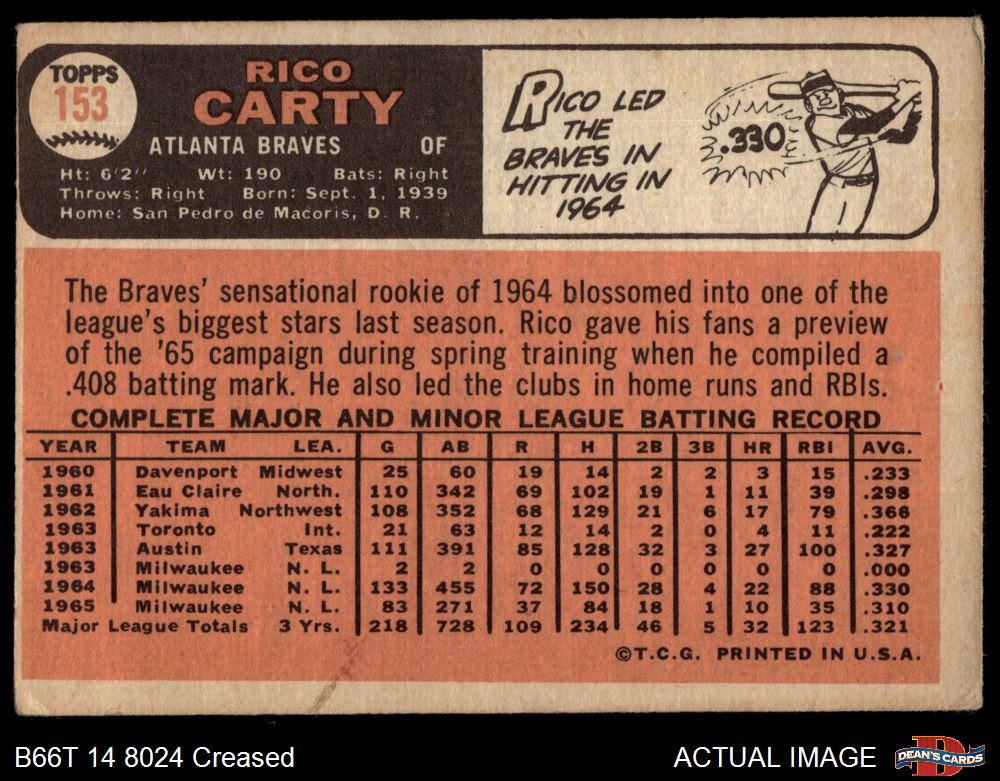 TOPPS
153
RICO
CARTY
ATLANTA BRAVES OF
Ht: 6'2" Wt: 190 Bats: Right
Throws: Right Born: Sept. 1, 1939
Home: San Pedro de Macoris, D. R.
RICO LED
THE
BRAVES IN
HITTING IN
1964
.330
The Braves' sensational rookie of 1964 blossomed into one of the
league's biggest stars last season. Rico gave his fans a preview
of the '65 campaign during spring training when he compiled a
.408 batting mark. He also led the clubs in home runs and RBIs.
COMPLETE MAJOR AND MINOR LEAGUE BATTING RECORD
YEAR TEAM LEA. G AB R H 2B 3B HR RBI AVG.
1960 Davenport Midwest 25 60 19 14 2 2 3 15 .233
1961 Eau Claire North. 110 342 69 102 19 1 11 39 .298
1962 Yakima Northwest 108 352 68 129 21 6 17 79 .366
1963 Toronto Int. 21 63 12 14 2 0 4 11 .222
1963 Austin Texas 111 391 85 128 32 3 27 100 .327
1963 Milwaukee N. L. 2 2 0 0 0 0 0 0 .000
1964 Milwaukee N. L. 133 455 72 150 28 4 22 88 .330
1965 Milwaukee N. L. 83 271 37 84 18 1 10 35 .310
Major League Totals 3 Yrs. 218 728 109 234 46 5 32 123 .321
©T.C.G. PRINTED IN U.S.A.
B66T 14 8024 Creased ACTUAL IMAGE
D
DEAN'S CARDS